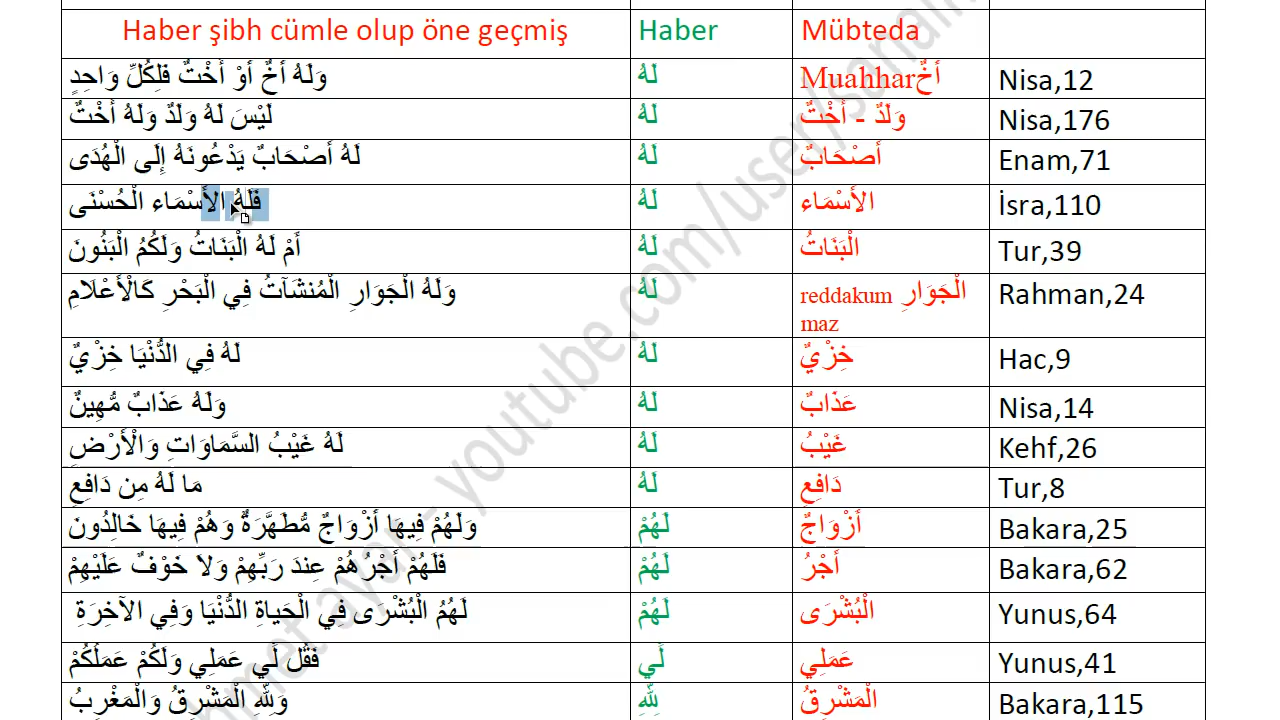 Haber şibh cümle olup öne geçmiş Haber Mübteda
وَلَهُ أَخٌ أَوْ أُخْتٌ فَلِكُلِّ وَاحِدٍ لَهُ Muahhar أَخٌ Nisa,12
لَيْسَ لَهُ وَلَدٌ وَلَهُ أُخْتٌ لَهُ وَلَدٌ - أُخْتٌ Nisa,176
لَهُ أَصْحَابٌ يَدْعُونَهُ إِلَى الْهُدَى لَهُ أَصْحَابٌ Enam,71
فَلَهُ الأَسْمَاء الْحُسْنَى لَهُ الأَسْمَاء İsra,110
أَمْ لَهُ الْبَنَاتُ وَلَكُمُ الْبَنُونَ لَهُ الْبَنَاتُ Tur,39
وَلَهُ الْجَوَارِ الْمُنشَآتُ فِي الْبَحْرِ كَالْأَعْلَامِ لَهُ الْجَوَارِ reddakum Rahman,24
maz
لَهُ فِي الدُّنْيَا خِزْيٌ لَهُ خِزْيٌ Hac,9
وَلَهُ عَذَابٌ مُّهِينٌ لَهُ عَذَابٌ Nisa,14
لَهُ غَيْبُ السَّمَاوَاتِ وَالْأَرْضِ لَهُ غَيْبُ Kehf,26
مَا لَهُ مِن دَافِعٍ لَهُ دَافِعٍ Tur,8
وَلَهُمْ فِيهَا أَزْوَاجٌ مُّطَهَّرَةٌ وَهُمْ فِيهَا خَالِدُونَ لَهُمْ أَزْوَاجٌ Bakara,25
فَلَهُمْ أَجْرُهُمْ عِندَ رَبِّهِمْ وَلاَ خَوْفٌ عَلَيْهِمْ لَهُمْ أَجْرُ Bakara,62
لَهُمُ الْبُشْرَى فِي الْحَياةِ الدُّنْيَا وَفِي الآخِرَةِ لَهُمْ الْبُشْرَى Yunus,64
فَقُل لِّي عَمَلِي وَلَكُمْ عَمَلُكُمْ لِّي عَمَلِي Yunus,41
وَلِلّهِ الْمَشْرِقُ وَالْمَغْرِبُ لِلّهِ الْمَشْرِقُ Bakara,115